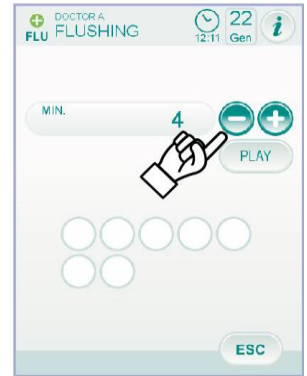 DOCTOR A
FLU FLUSHING
12:11
22
Gen
i
MIN. 4
PLAY
ESC